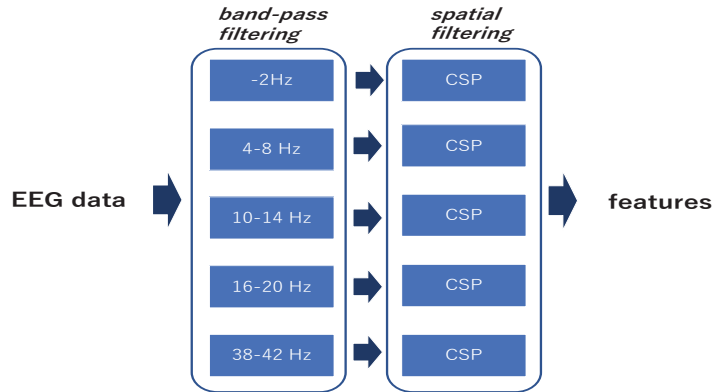 band-pass
filtering
spatial
filtering
-2Hz
CSP
4-8 Hz
CSP
EEG data
10-14 Hz
CSP
features
16-20 Hz
CSP
38-42 Hz
CSP